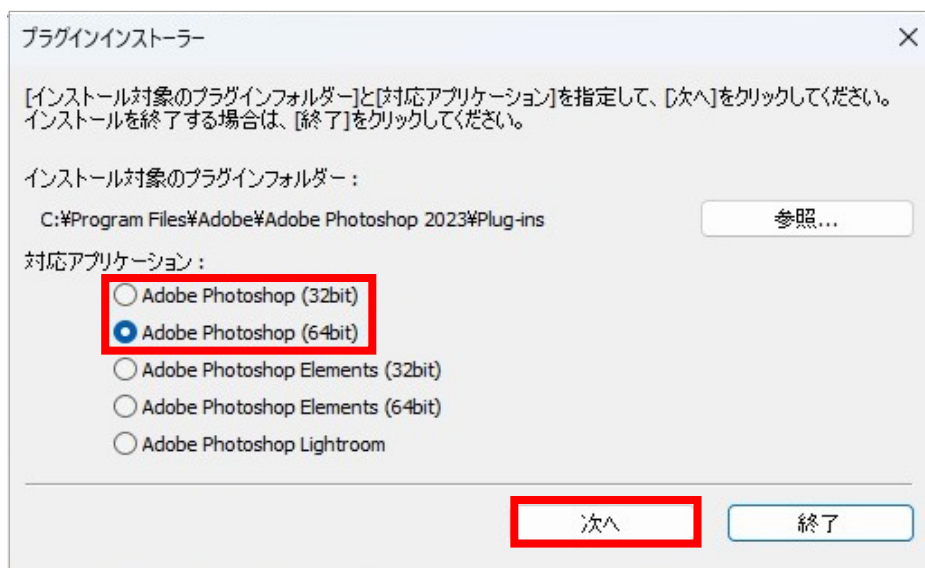 プラグインインストーラー
[インストール対象のプラグインフォルダー]と[対応アプリケーション]を指定して、[次へ]をクリックしてください。
インストールを終了する場合は、[終了]をクリックしてください。
インストール対象のプラグインフォルダー：
C:¥Program Files¥Adobe¥Adobe Photoshop 2023¥Plug-ins
参照...
対応アプリケーション：
Adobe Photoshop (32bit)
Adobe Photoshop (64bit)
Adobe Photoshop Elements (32bit)
Adobe Photoshop Elements (64bit)
Adobe Photoshop Lightroom
次へ
終了